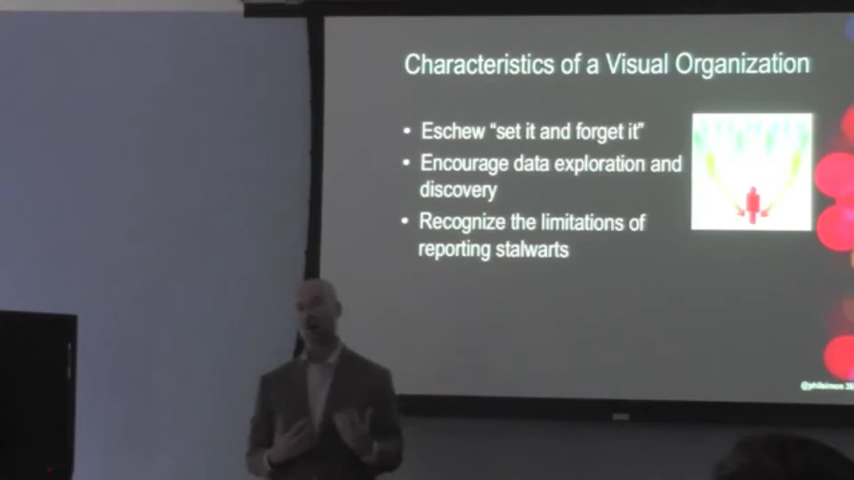 Characteristics of a Visual Organization
• Eschew "set it and forget it"
• Encourage data exploration and
discovery
• Recognize the limitations of
reporting stalwarts
@philsimon